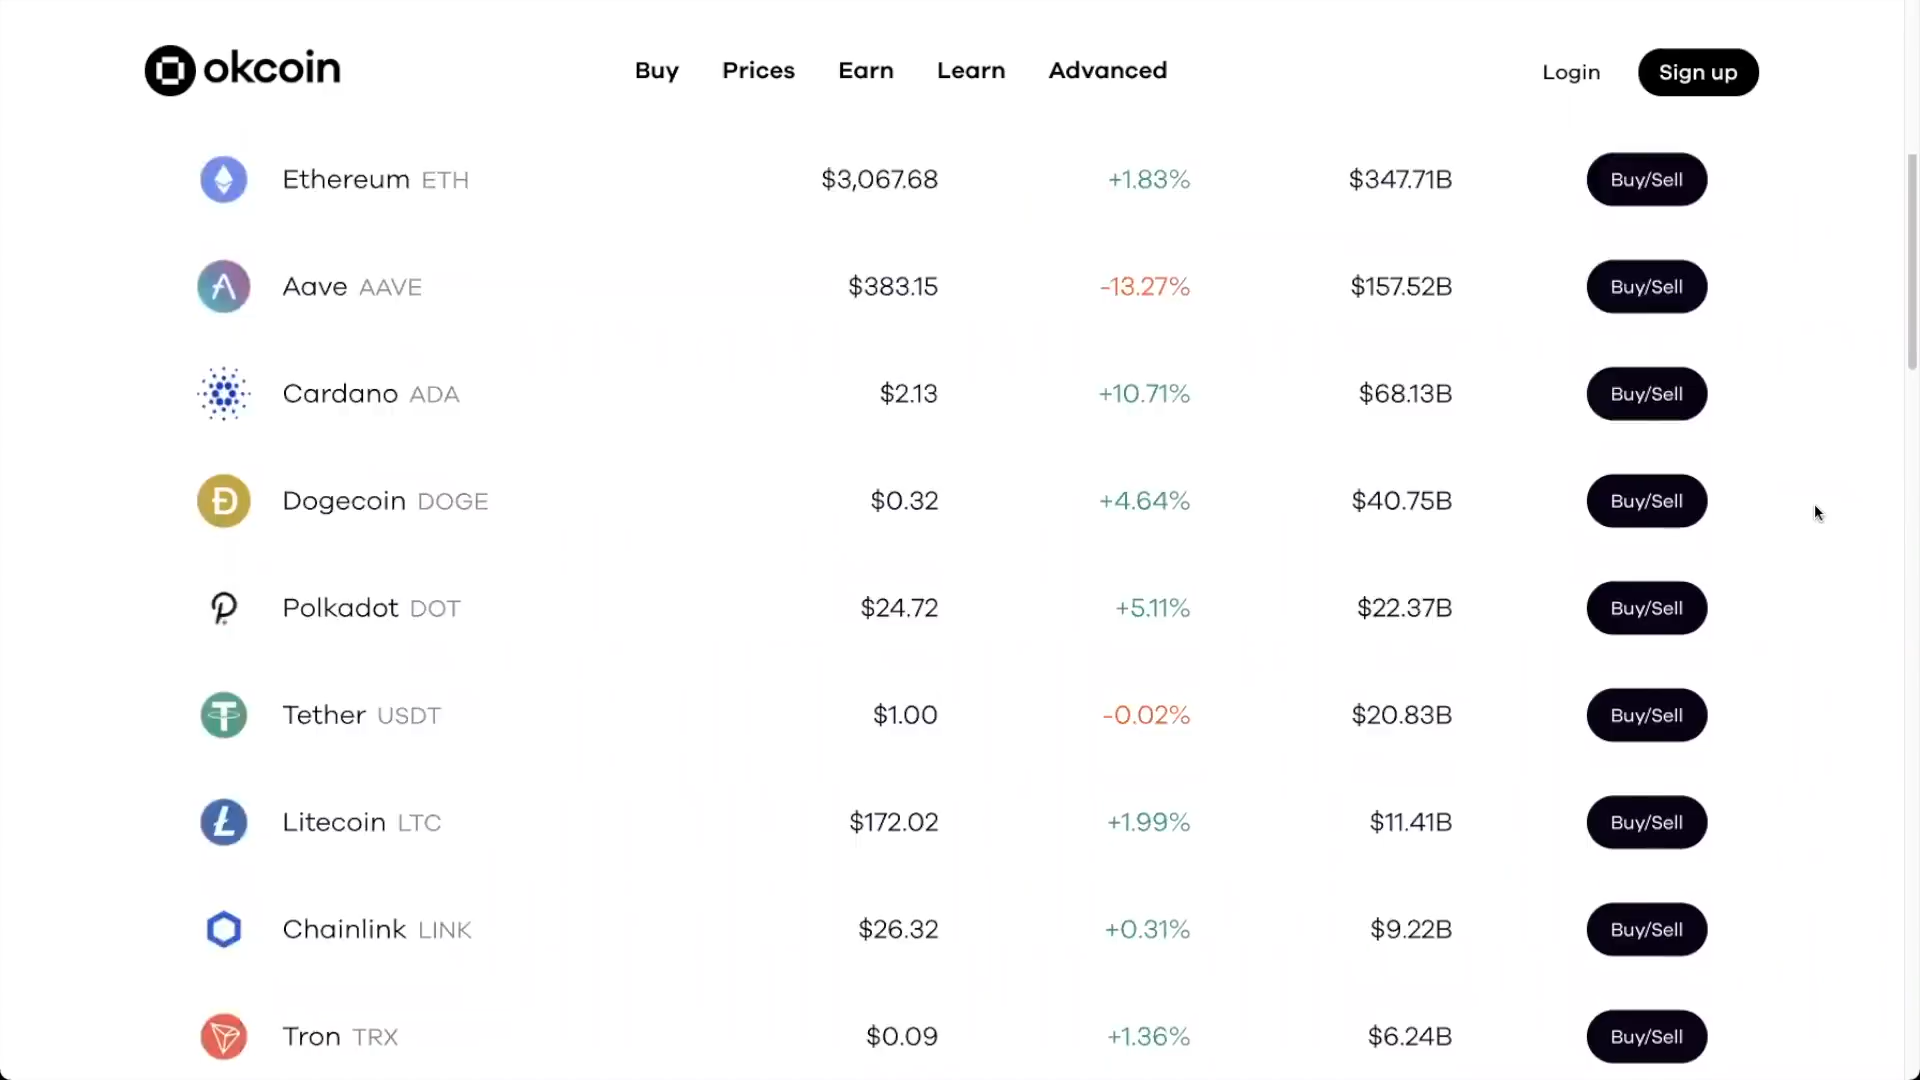 okcoin Buy Prices Earn Learn Advanced Login Sign up
Ethereum ETH $3,067.68 +1.83% $347.71B Buy/Sell
Aave AAVE $383.15 -13.27% $157.52B Buy/Sell
Cardano ADA $2.13 +10.71% $68.13B Buy/Sell
Dogecoin DOGE $0.32 +4.64% $40.75B Buy/Sell
Polkadot DOT $24.72 +5.11% $22.37B Buy/Sell
Tether USDT $1.00 -0.02% $20.83B Buy/Sell
Litecoin LTC $172.02 +1.99% $11.41B Buy/Sell
Chainlink LINK $26.32 +0.31% $9.22B Buy/Sell
Tron TRX $0.09 +1.36% $6.24B Buy/Sell